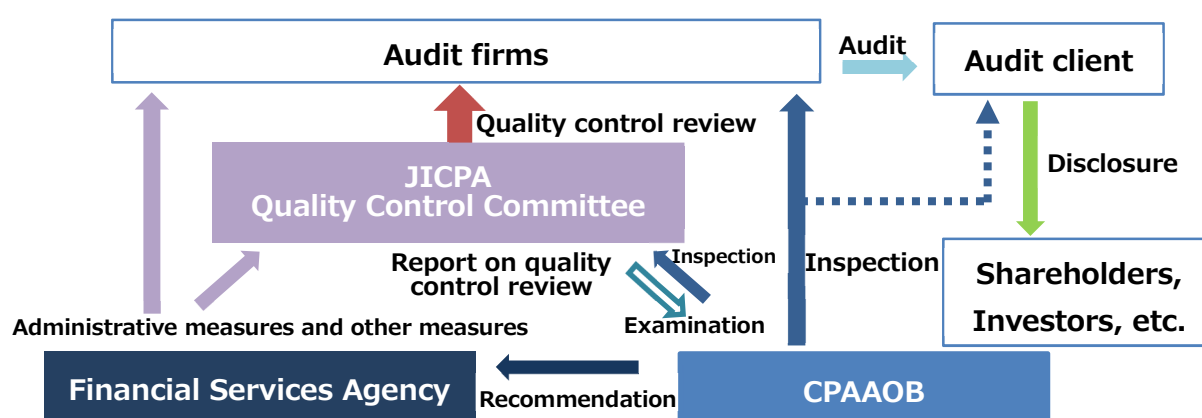 Audit firms
Audit
Audit client
Quality control review
JICPA
Quality Control Committee
Disclosure
Report on quality
control review
Inspection
Inspection
Shareholders,
Investors, etc.
Administrative measures and other measures
Examination
Financial Services Agency
Recommendation
CPAAOB